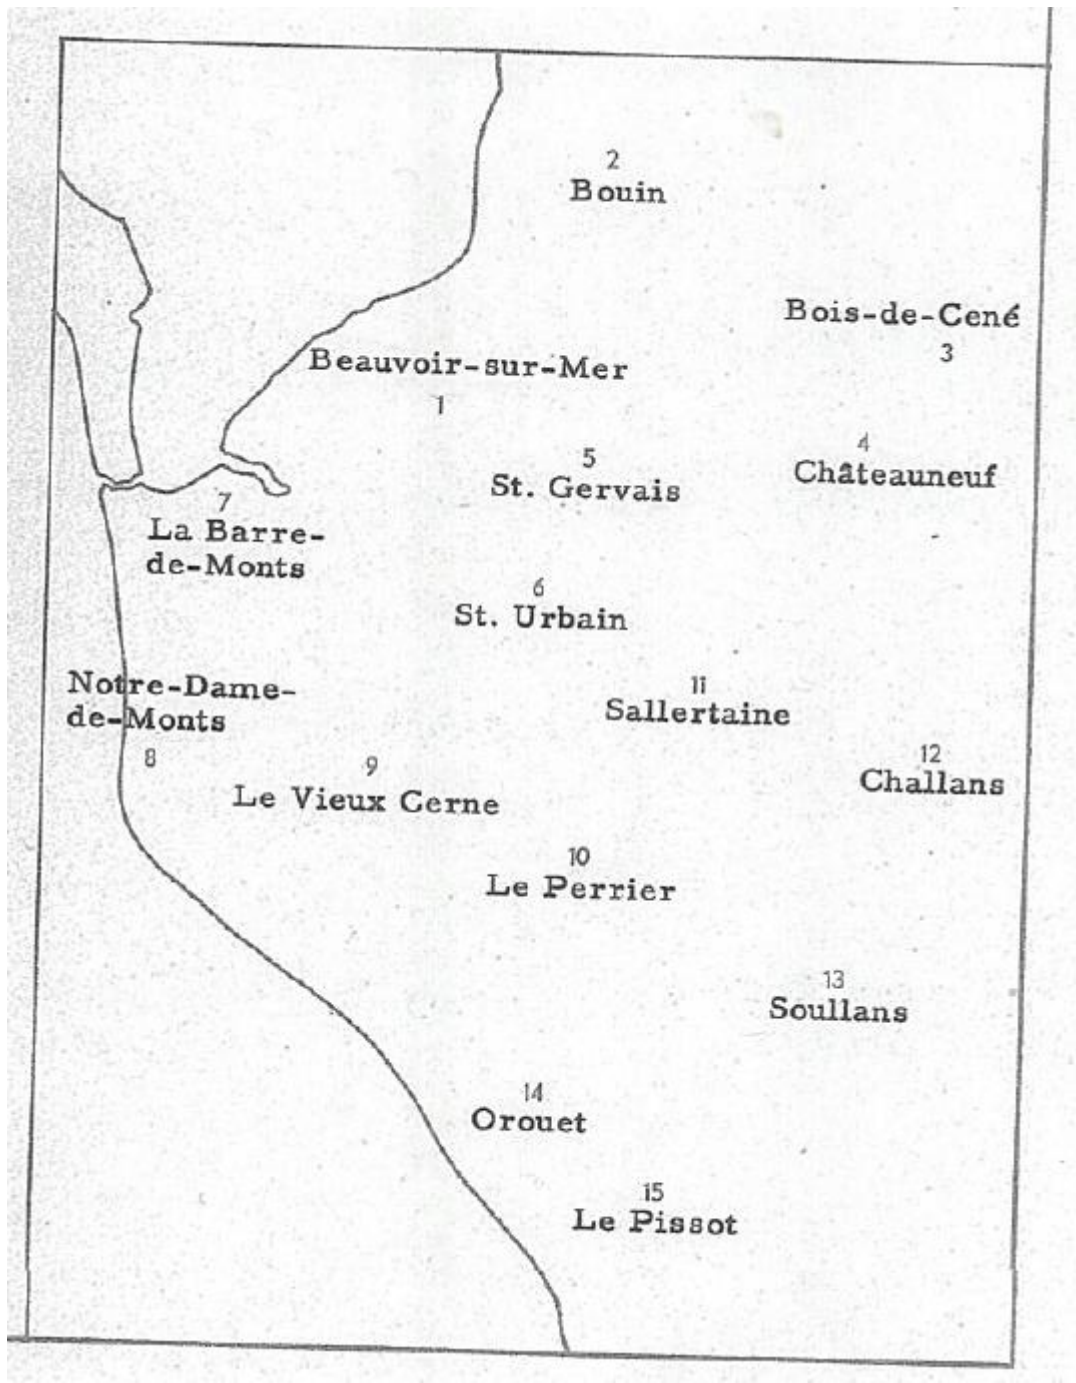 2
Bouin
Bois-de-Cené
3
Beauvoir-sur-Mer
1
4
Châteauneuf
5
St. Gervais
7
La Barre-
de-Monts
6
St. Urbain
Notre-Dame-
de-Monts
8
11
Sallertaine
12
Challans
9
Le Vieux Cerne
10
Le Perrier
13
Soullans
14
Orouet
15
Le Pissot